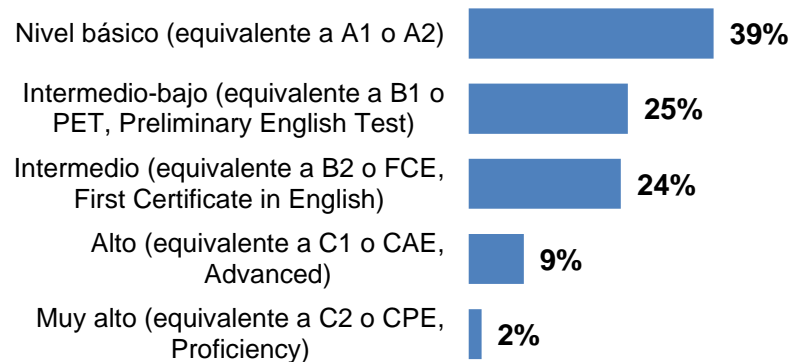 Nivel básico (equivalente a A1 o A2)
39%
Intermedio-bajo (equivalente a B1 o
PET, Preliminary English Test)
25%
Intermedio (equivalente a B2 o FCE,
First Certificate in English)
24%
Alto (equivalente a C1 o CAE,
Advanced)
9%
Muy alto (equivalente a C2 o CPE,
Proficiency)
2%